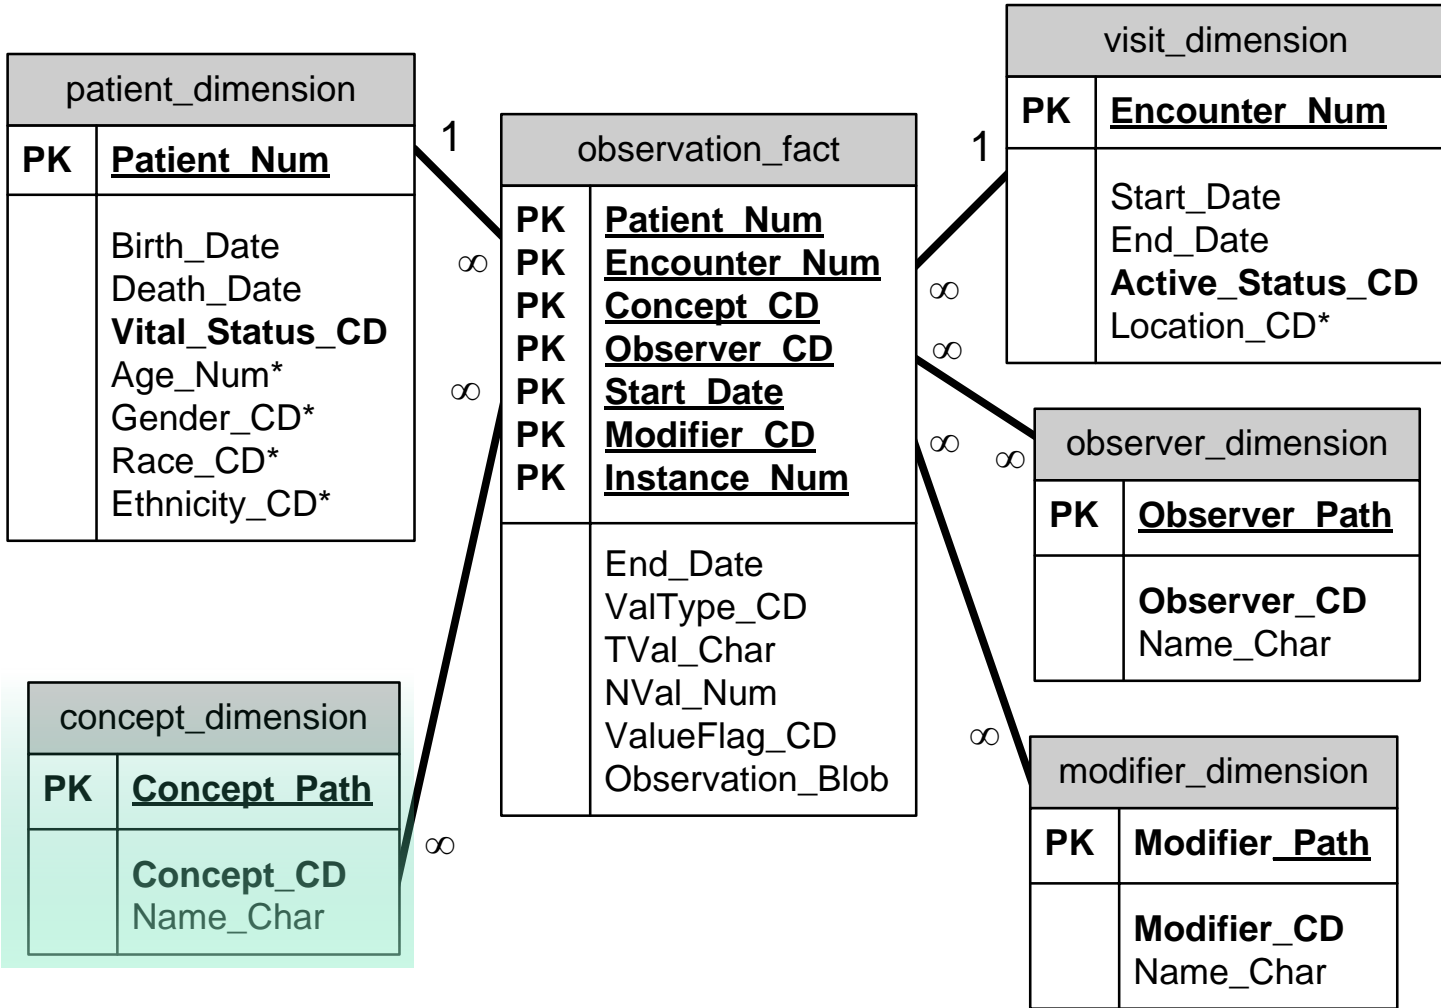 patient_dimension
PK Patient_Num
Birth_Date
Death_Date
Vital_Status_CD
Age_Num*
Gender_CD*
Race_CD*
Ethnicity_CD*
1
∞
observation_fact
PK Patient_Num
PK Encounter_Num
PK Concept_CD
PK Observer_CD
PK Start_Date
PK Modifier_CD
PK Instance_Num
End_Date
ValType_CD
TVal_Char
NVal_Num
ValueFlag_CD
Observation_Blob
1
∞
visit_dimension
PK Encounter_Num
Start_Date
End_Date
Active_Status_CD
Location_CD*
∞
∞
observer_dimension
PK Observer_Path
Observer_CD
Name_Char
∞
∞
concept_dimension
PK Concept_Path
Concept_CD
Name_Char
∞
∞
modifier_dimension
PK Modifier_Path
Modifier_CD
Name_Char